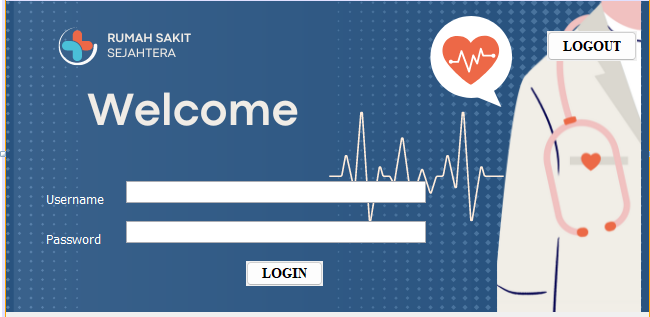 RUMAH SAKIT
SEJAHTERA
LOGOUT
Welcome
Username
Password
LOGIN